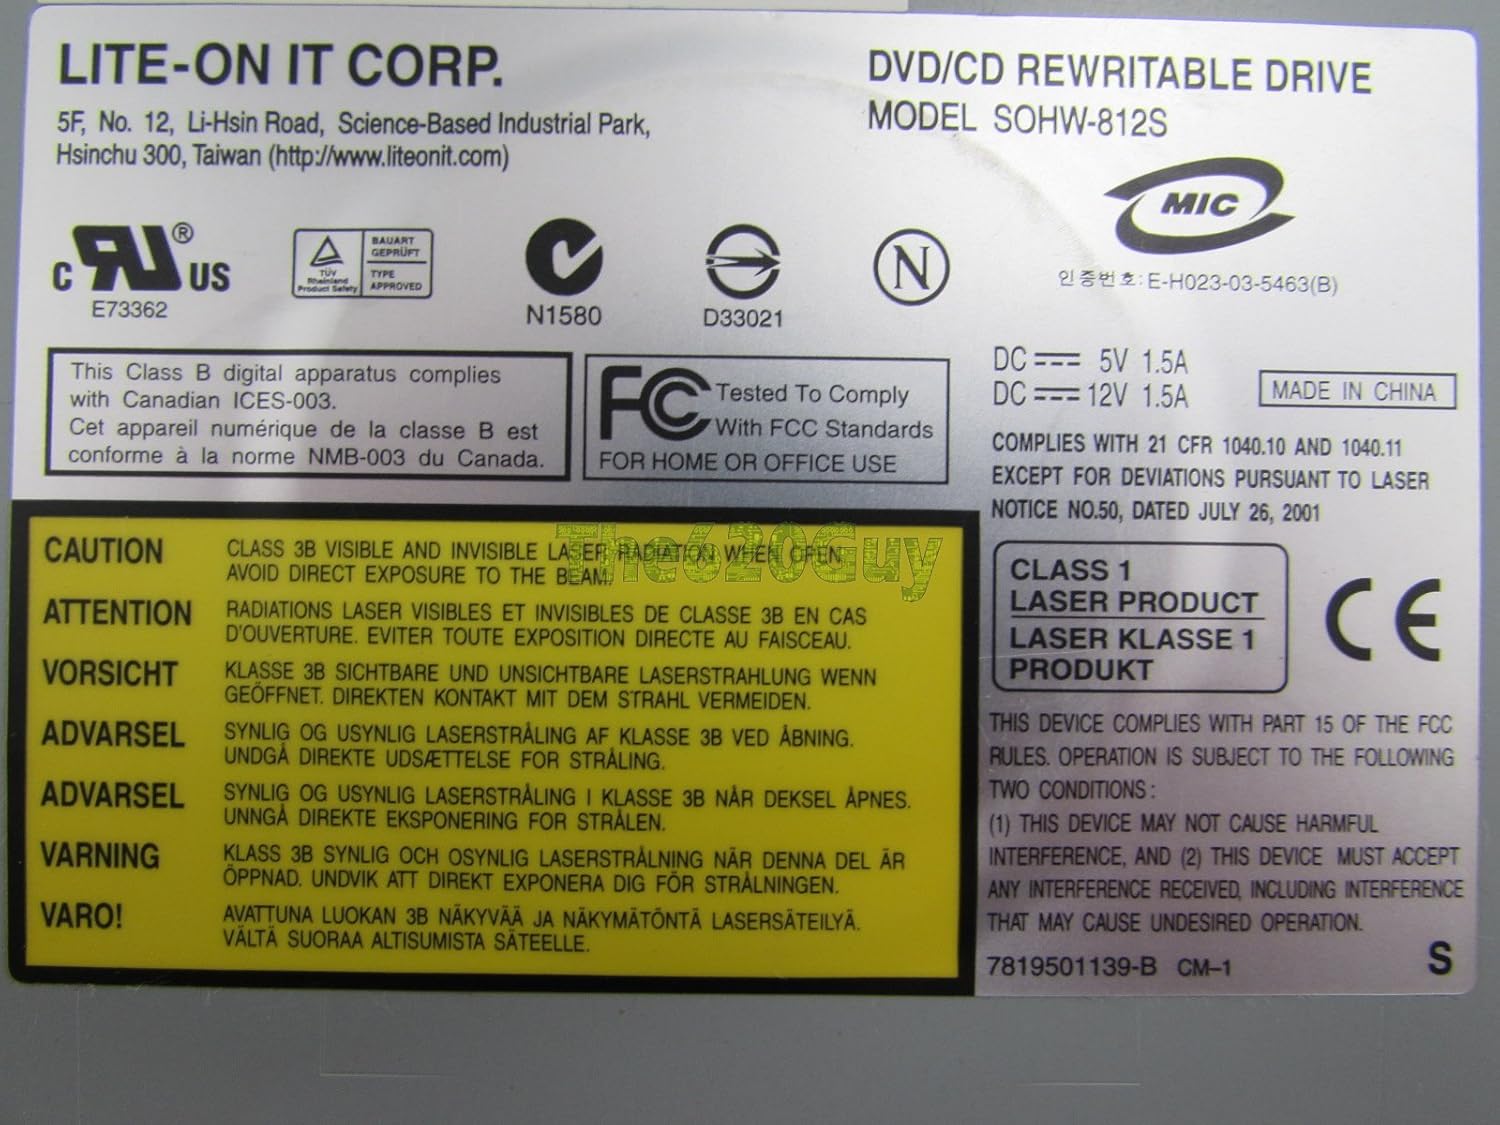 LITE-ON IT CORP.
5F, No. 12, Li-Hsin Road, Science-Based Industrial Park,
Hsinchu 300, Taiwan (http://www.liteonit.com)
DVD/CD REWRITABLE DRIVE
MODEL SOHW-812S
MIC
인증번호: E-H023-03-5463(B)
C RU ® US
E73362
TÜV
Rheinland
Product Safety
BAUART
GEPRÜFT
TYPE
APPROVED
N1580
D33021
N
This Class B digital apparatus complies
with Canadian ICES-003.
Cet appareil numérique de la classe B est
conforme à la norme NMB-003 du Canada.
FC Tested To Comply
With FCC Standards
FOR HOME OR OFFICE USE
DC 5V 1.5A
DC 12V 1.5A
MADE IN CHINA
COMPLIES WITH 21 CFR 1040.10 AND 1040.11
EXCEPT FOR DEVIATIONS PURSUANT TO LASER
NOTICE NO.50, DATED JULY 26, 2001
CAUTION CLASS 3B VISIBLE AND INVISIBLE LASER RADIATION WHEN OPEN.
AVOID DIRECT EXPOSURE TO THE BEAM.
ATTENTION RADIATIONS LASER VISIBLES ET INVISIBLES DE CLASSE 3B EN CAS
D'OUVERTURE. EVITER TOUTE EXPOSITION DIRECTE AU FAISCEAU.
VORSICHT KLASSE 3B SICHTBARE UND UNSICHTBARE LASERSTRAHLUNG WENN
GEÖFFNET. DIREKTEN KONTAKT MIT DEM STRAHL VERMEIDEN.
ADVARSEL SYNLIG OG USYNLIG LASERSTRÅLING AF KLASSE 3B VED ÅBNING.
UNDGÅ DIREKTE UDSÆTTELSE FOR STRÅLING.
ADVARSEL SYNLIG OG USYNLIG LASERSTRÅLING I KLASSE 3B NÅR DEKSEL ÅPNES.
UNNGÅ DIREKTE EKSPONERING FOR STRÅLEN.
VARNING KLASS 3B SYNLIG OCH OSYNLIG LASERSTRÅLNING NÄR DENNA DEL ÄR
ÖPPNAD. UNDVIK ATT DIREKT EXPONERA DIG FÖR STRÅLNINGEN.
VARO! AVATTUNA LUOKAN 3B NÄKYVÄÄ JA NÄKYMÄTÖNTÄ LASERSÄTEILYÄ.
VÄLTÄ SUORAA ALTISUMISTA SÄTEELLE.
The620Guy
CLASS 1
LASER PRODUCT
LASER KLASSE 1
PRODUKT
CE
THIS DEVICE COMPLIES WITH PART 15 OF THE FCC
RULES. OPERATION IS SUBJECT TO THE FOLLOWING
TWO CONDITIONS:
(1) THIS DEVICE MAY NOT CAUSE HARMFUL
INTERFERENCE, AND (2) THIS DEVICE MUST ACCEPT
ANY INTERFERENCE RECEIVED, INCLUDING INTERFERENCE
THAT MAY CAUSE UNDESIRED OPERATION.
7819501139-B CM-1
S